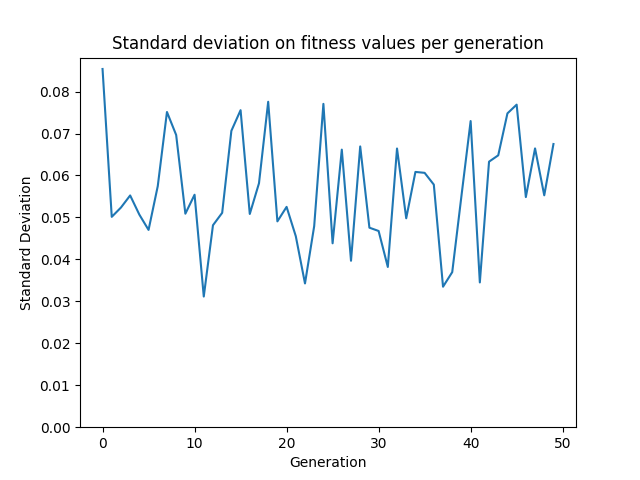 Standard deviation on fitness values per generation
Standard Deviation
0.08
0.07
0.06
0.05
0.04
0.03
0.02
0.01
0.00
0 10 20 30 40 50
Generation